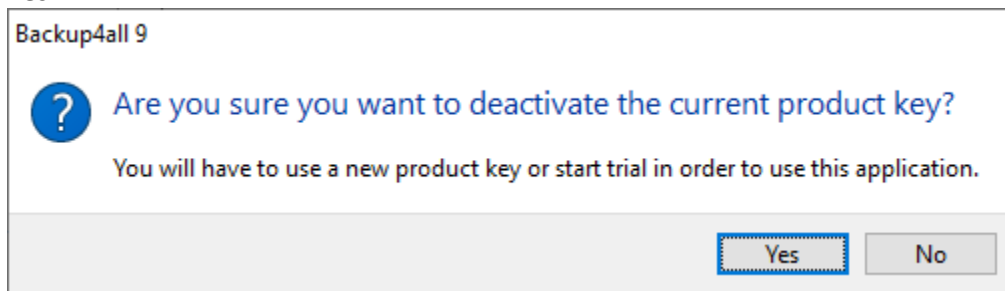 Backup4all 9
?
Are you sure you want to deactivate the current product key?
You will have to use a new product key or start trial in order to use this application.
Yes No